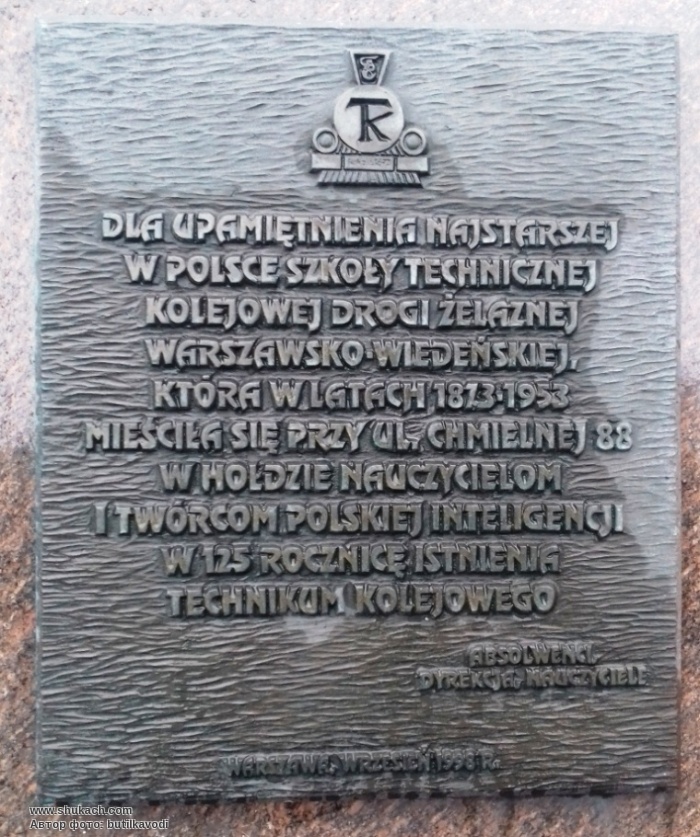 TK
DLA UPAMIĘTNIENIA NAJSTARSZEJ
W POLSCE SZKOŁY TECHNICZNEJ
KOLEJOWEJ DROGI ŻELAZNEJ
WARSZAWSKO-WIEDEŃSKIEJ,
KTÓRA W LATACH 1873-1953
MIEŚCIŁA SIĘ PRZY UL. CHMIELNEJ 88
W HOŁDZIE NAUCZYCIELOM
I TWÓRCOM POLSKIEJ INTELIGENCJI
W 125 ROCZNICĘ ISTNIENIA
TECHNIKUM KOLEJOWEGO
ABSOLWENCI,
DYREKCJA, NAUCZYCIELE
WARSZAWA, WRZESIEŃ 1998 R.
www.shukach.com
Автор фото: butilkavodi